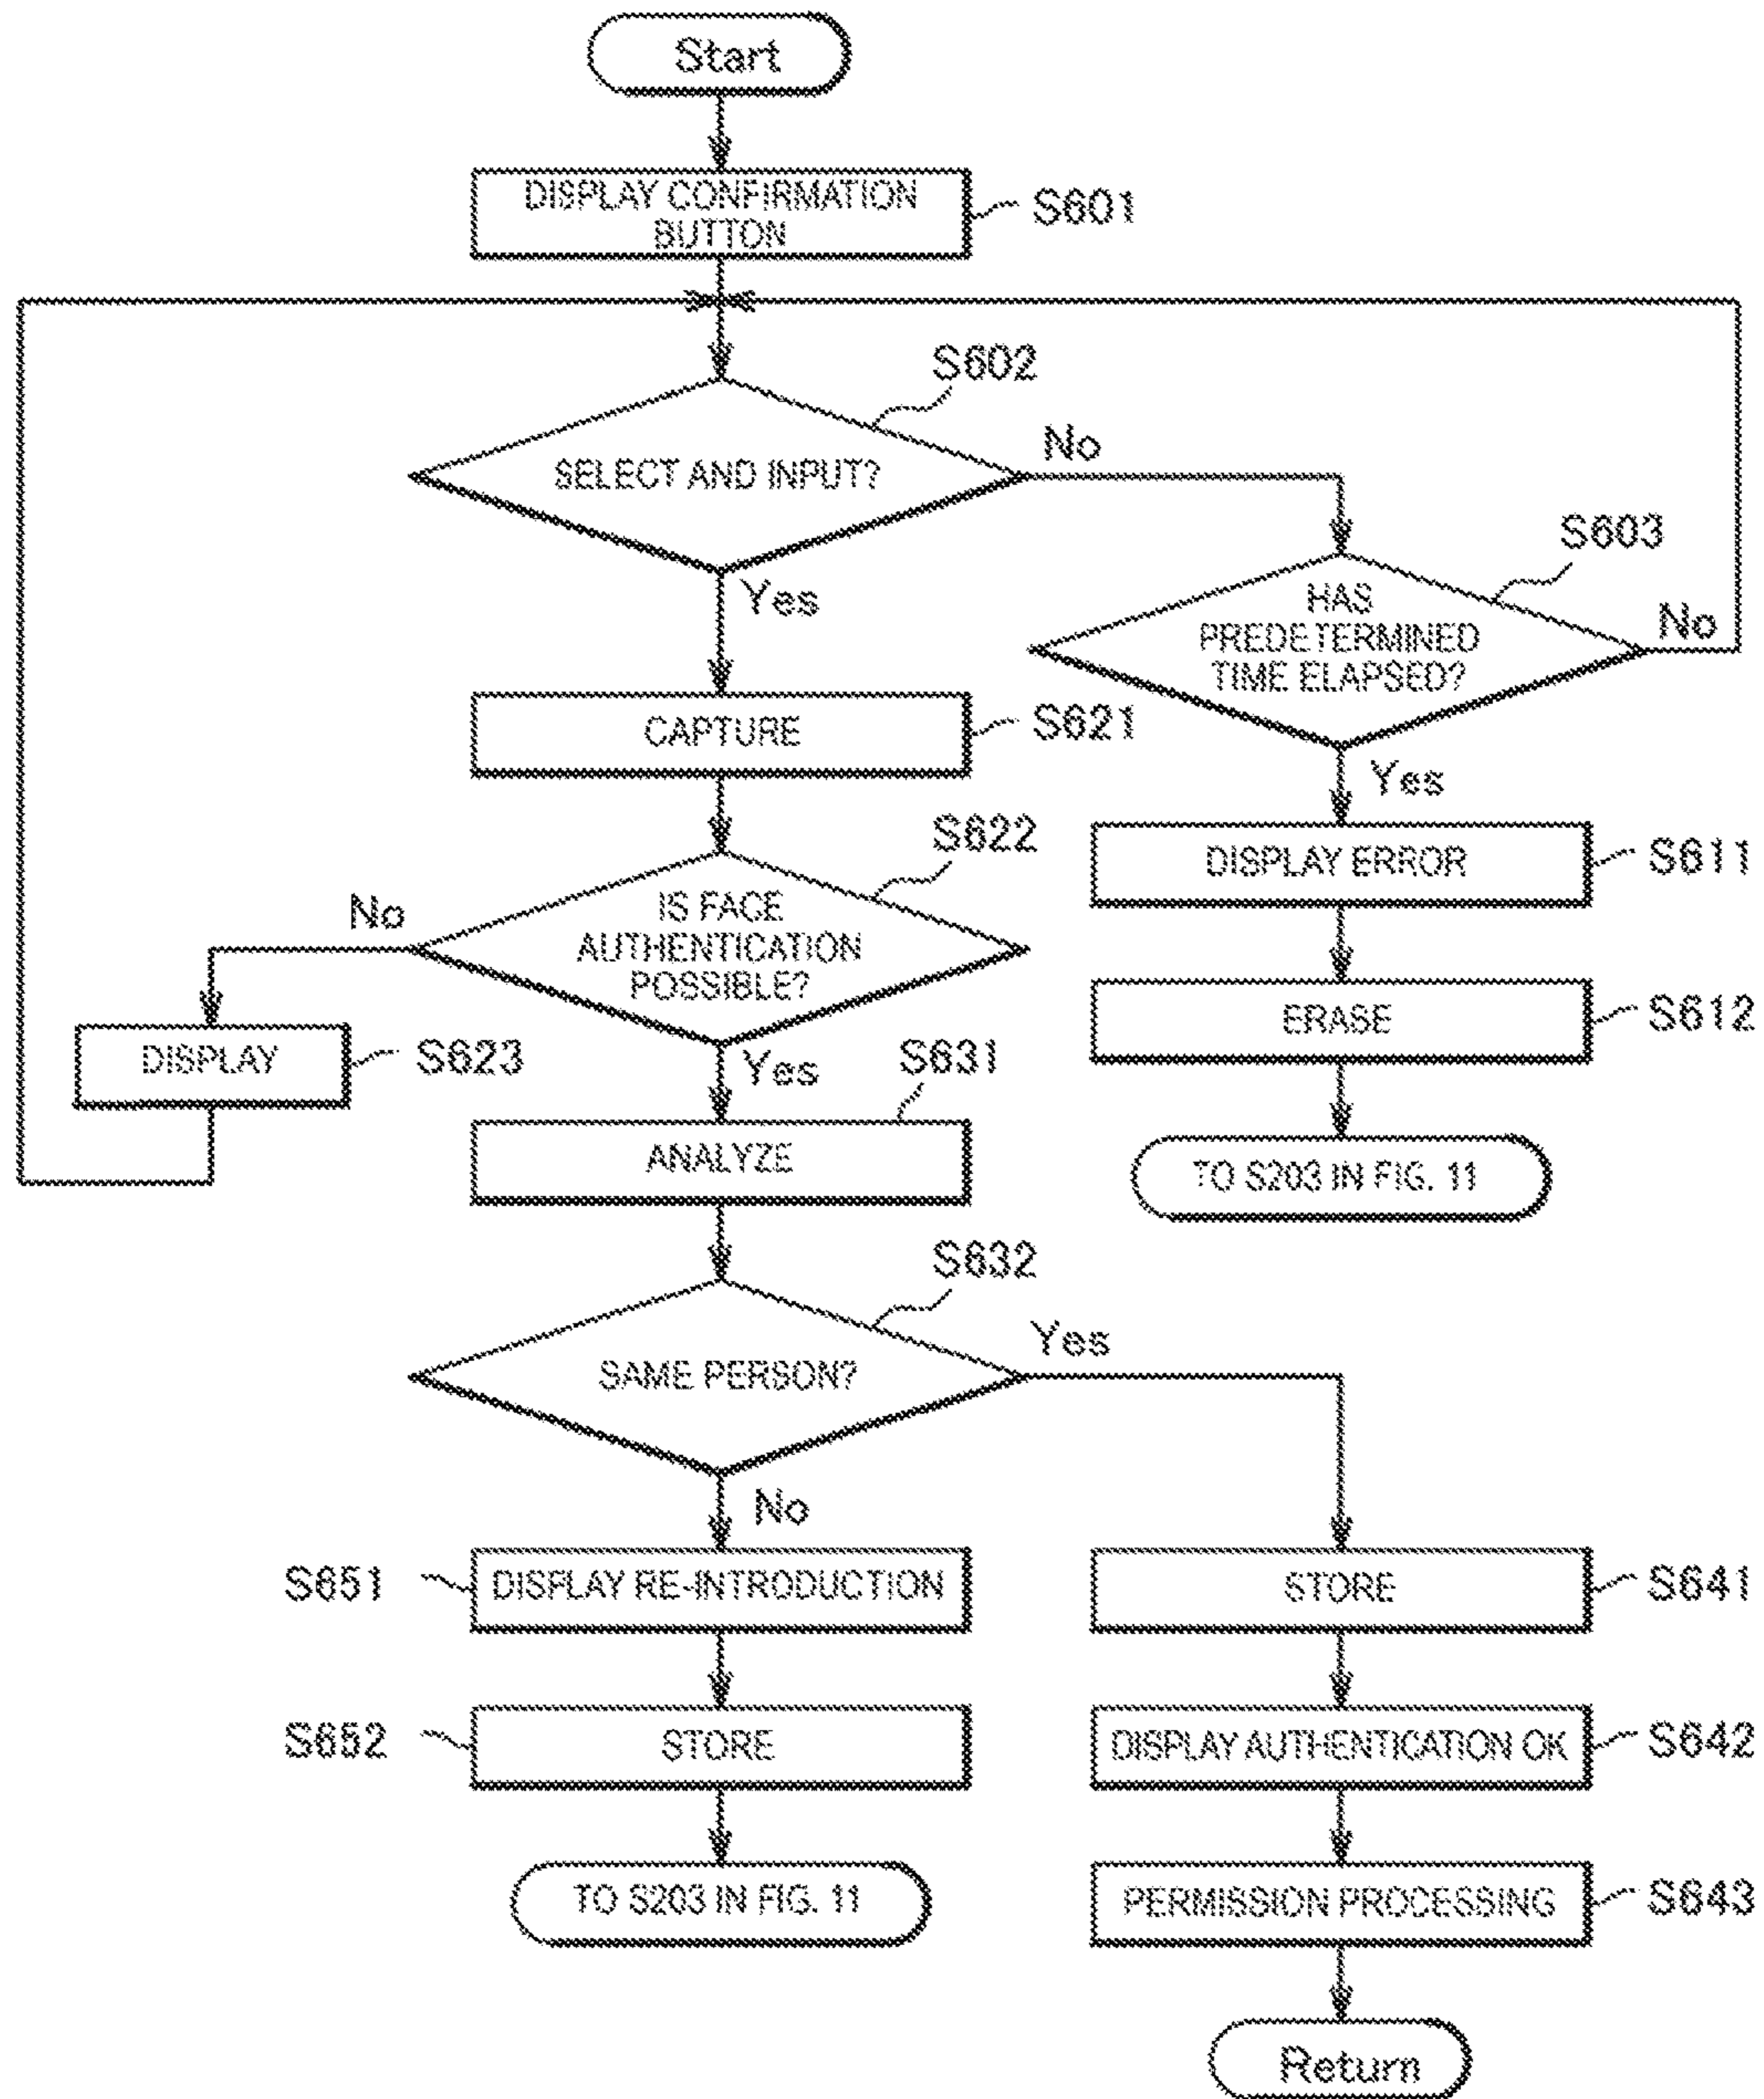 Start
DISPLAY CONFIRMATION
BUTTON
S601
S602
SELECT AND INPUT?
No
Yes
S603
HAS
PREDETERMINED
TIME ELAPSED?
No
Yes
CAPTURE
S621
DISPLAY ERROR
S611
S622
IS FACE
AUTHENTICATION
POSSIBLE?
No
Yes
ERASE
S612
DISPLAY
S623
S631
ANALYZE
TO S203 IN FIG. 11
S632
SAME PERSON?
Yes
No
S651
DISPLAY RE-INTRODUCTION
STORE
S641
S652
STORE
DISPLAY AUTHENTICATION OK
S642
TO S203 IN FIG. 11
PERMISSION PROCESSING
S643
Return